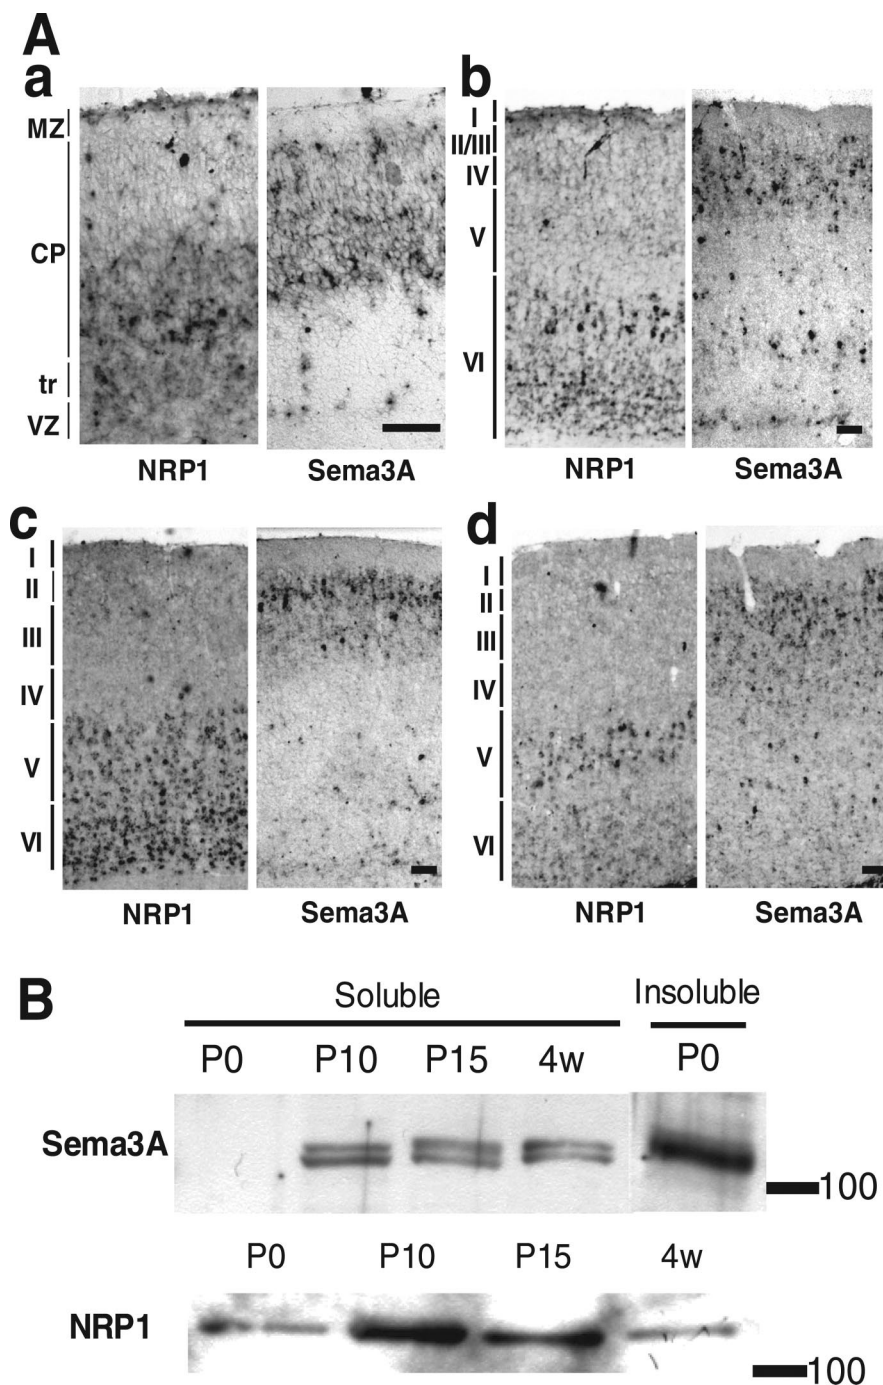 A
a
b
MZ
CP
tr
VZ
NRP1 Sema3A
I
II/III
IV
V
VI
NRP1 Sema3A
c
d
I
II
III
IV
V
VI
NRP1 Sema3A
I
II
III
IV
V
VI
NRP1 Sema3A
B
Soluble Insoluble
P0 P10 P15 4w P0
Sema3A
100
P0 P10 P15 4w
NRP1
100